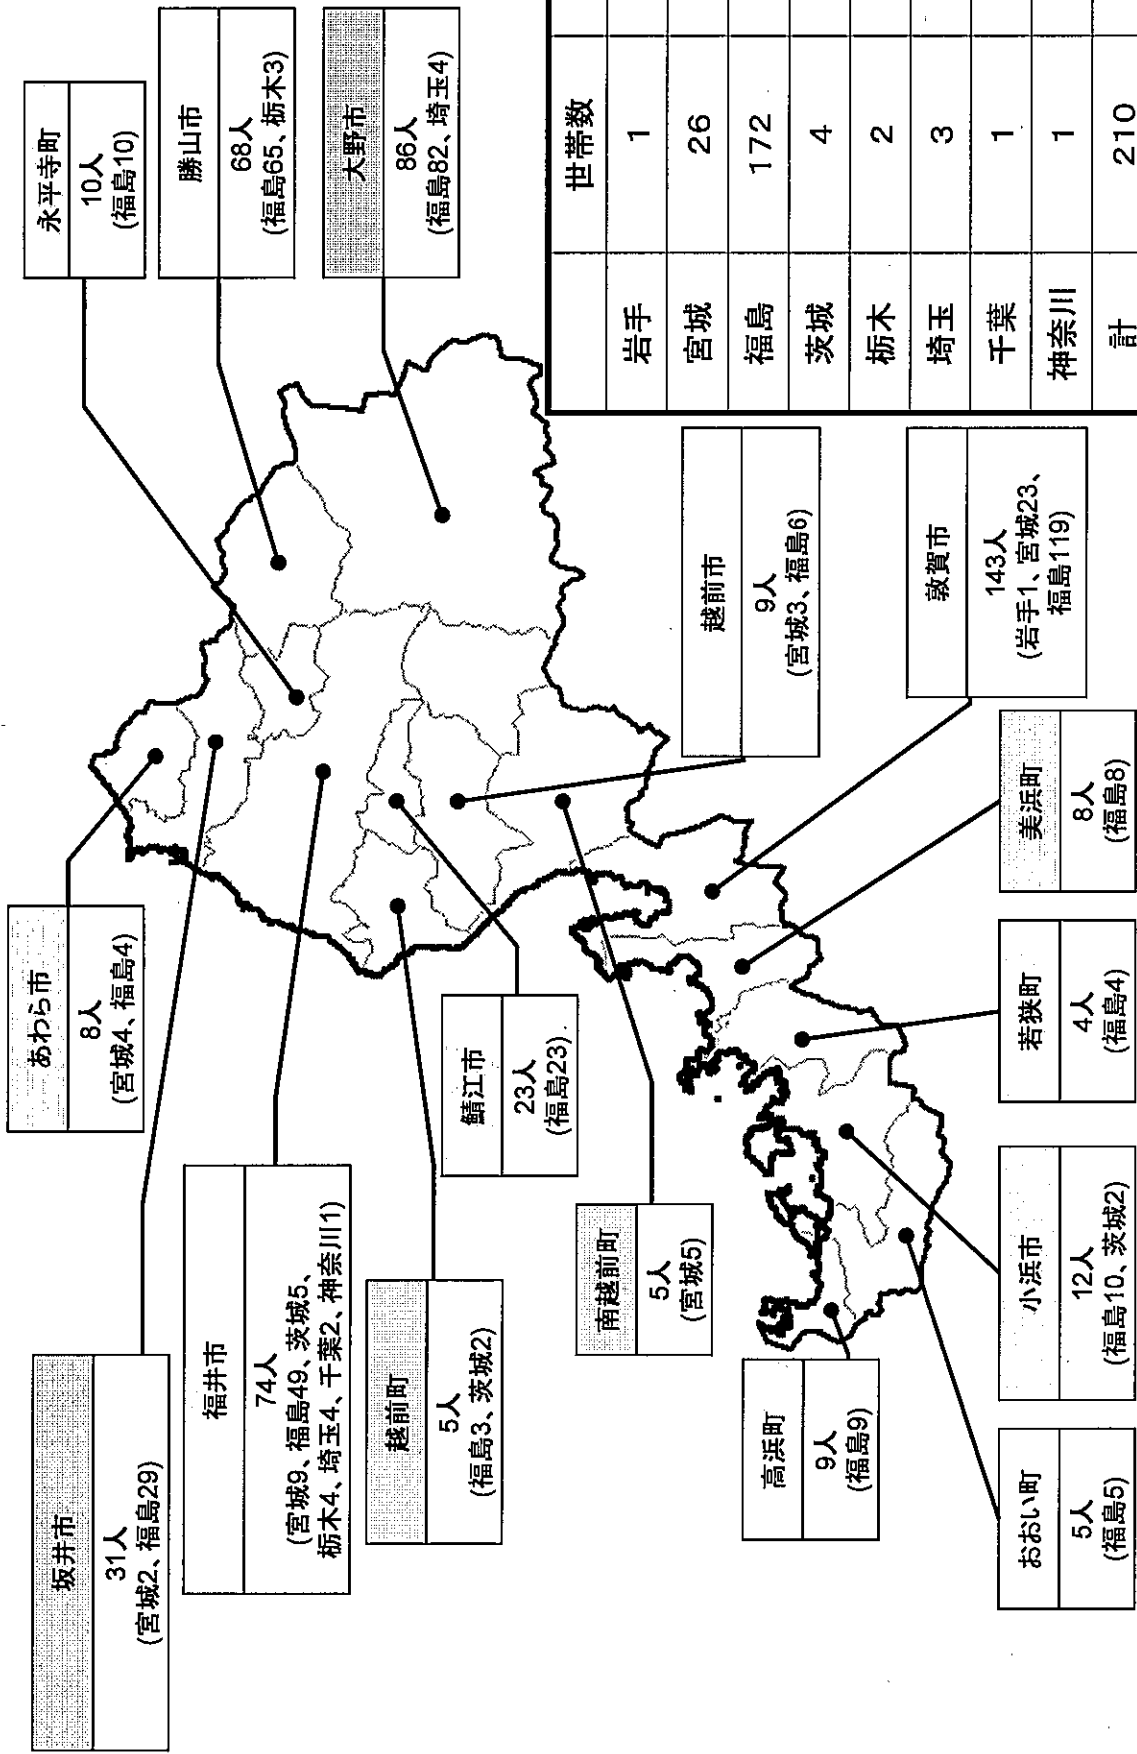 永平寺町
10人
(福島10)
勝山市
68人
(福島65、栃木3)
大野市
86人
(福島82、埼玉4)
あわら市
8人
(宮城4、福島4)
坂井市
31人
(宮城2、福島29)
福井市
74人
(宮城9、福島49、茨城5、
栃木4、埼玉4、千葉2、神奈川1)
越前町
5人
(福島3、茨城2)
鯖江市
23人
(福島23)
南越前町
5人
(宮城5)
越前市
9人
(宮城3、福島6)
敦賀市
143人
(岩手1、宮城23、
福島119)
美浜町
8人
(福島8)
若狭町
4人
(福島4)
小浜市
12人
(福島10、茨城2)
おおい町
5人
(福島5)
高浜町
9人
(福島9)
世帯数
岩手 1
宮城 26
福島 172
茨城 4
栃木 2
埼玉 3
千葉 1
神奈川 1
計 210